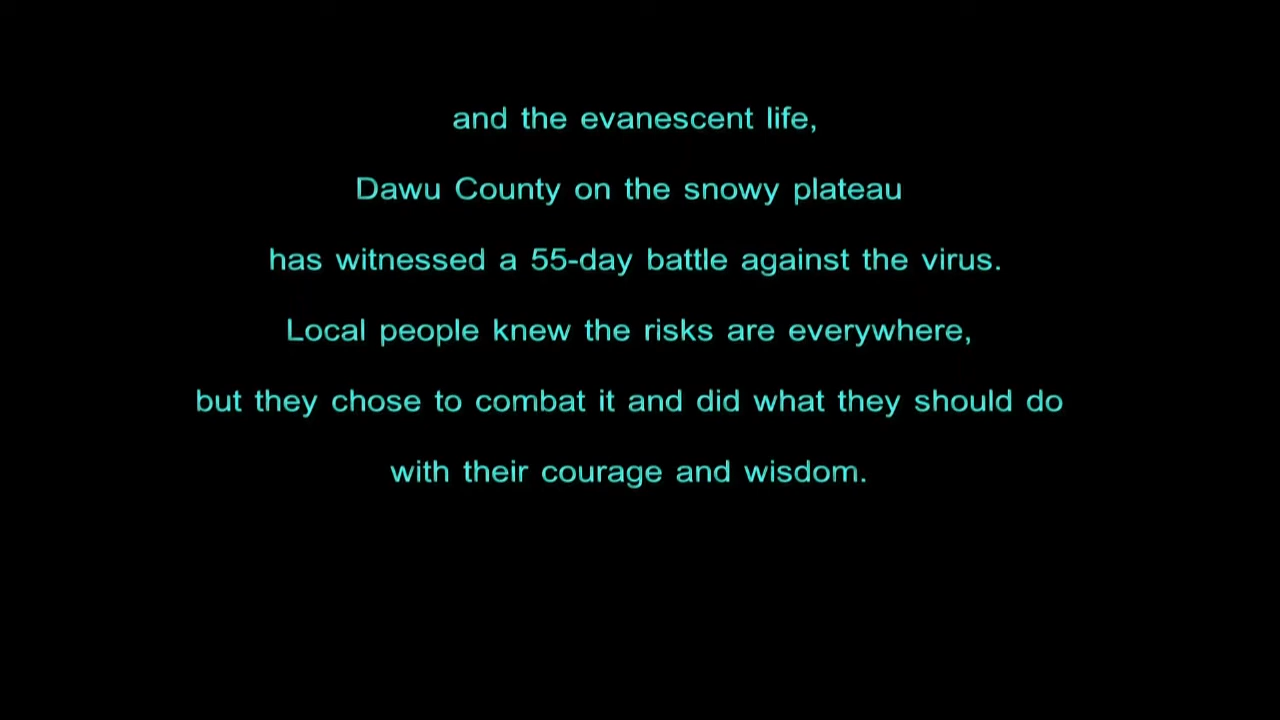 and the evanescent life,
Dawu County on the snowy plateau
has witnessed a 55-day battle against the virus.
Local people knew the risks are everywhere,
but they chose to combat it and did what they should do
with their courage and wisdom.